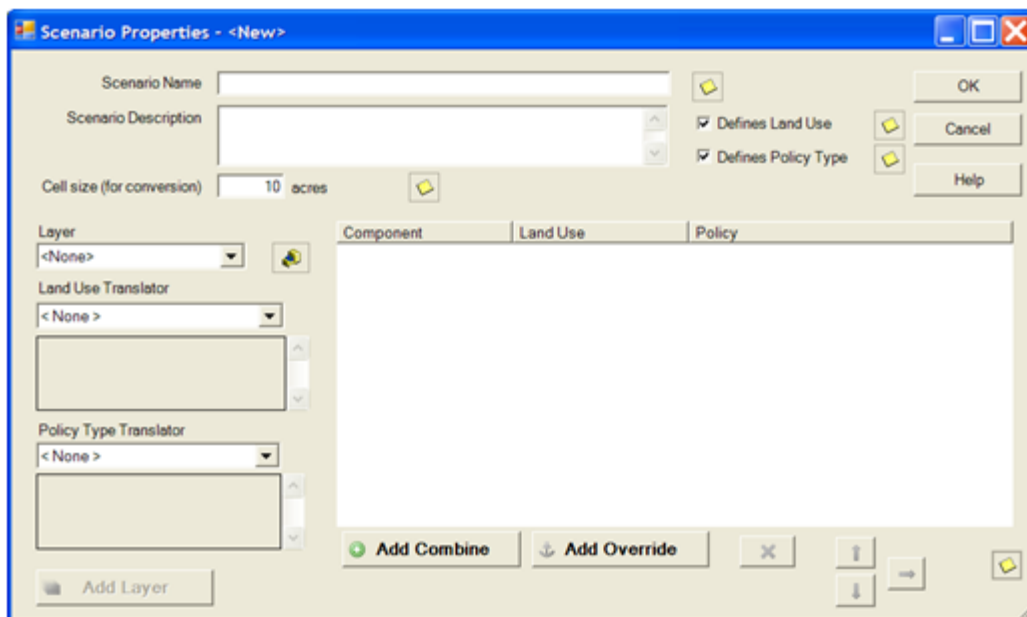 Scenario Properties - <New>
Scenario Name
OK
Scenario Description
Defines Land Use
Cancel
Defines Policy Type
Cell size (for conversion) 10 acres
Help
Layer
<None>
Component Land Use Policy
Land Use Translator
< None >
Policy Type Translator
< None >
Add Combine Add Override
Add Layer